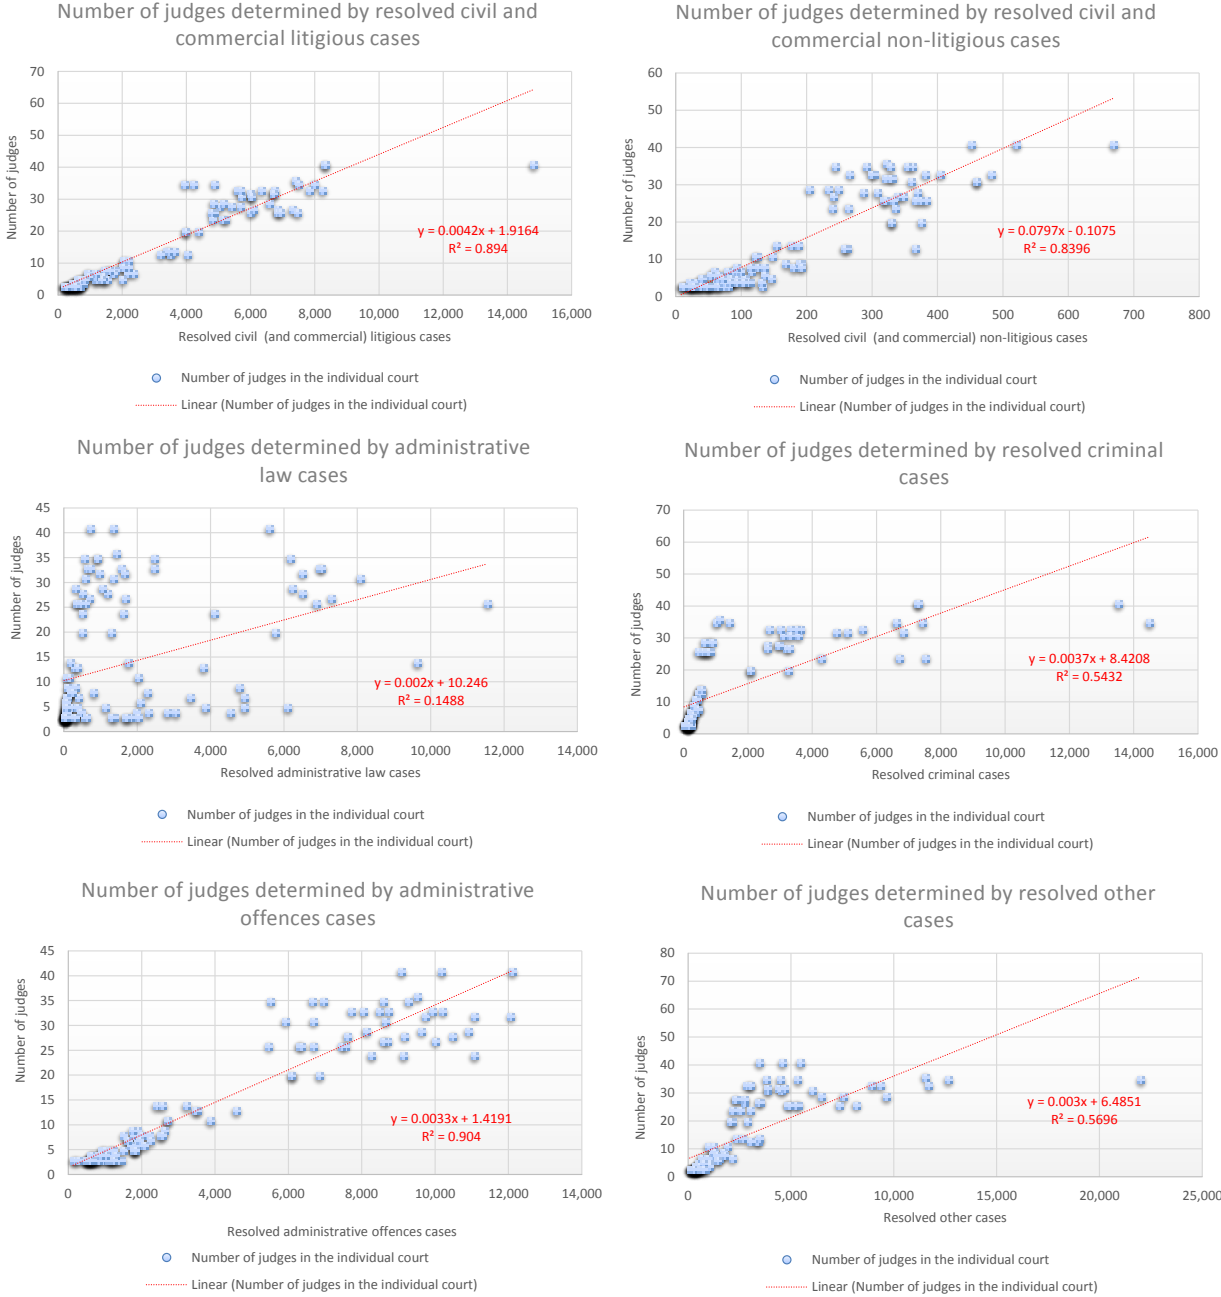 Number of judges determined by resolved civil and
commercial litigious cases
70
60
50
40
30
20
10
0
Number of judges
y = 0.0042x + 1.9164
R² = 0.894
0 2,000 4,000 6,000 8,000 10,000 12,000 14,000 16,000
Resolved civil (and commercial) litigious cases
Number of judges in the individual court
Linear (Number of judges in the individual court)
Number of judges determined by resolved civil and
commercial non-litigious cases
60
50
40
30
20
10
0
Number of judges
y = 0.0797x - 0.1075
R² = 0.8396
0 100 200 300 400 500 600 700 800
Resolved civil (and commercial) non-litigious cases
Number of judges in the individual court
Linear (Number of judges in the individual court)
Number of judges determined by administrative
law cases
45
40
35
30
25
20
15
10
5
0
Number of judges
y = 0.002x + 10.246
R² = 0.1488
0 2,000 4,000 6,000 8,000 10,000 12,000 14,000
Resolved administrative law cases
Number of judges in the individual court
Linear (Number of judges in the individual court)
Number of judges determined by resolved criminal
cases
70
60
50
40
30
20
10
0
Number of judges
y = 0.0037x + 8.4208
R² = 0.5432
0 2,000 4,000 6,000 8,000 10,000 12,000 14,000 16,000
Resolved criminal cases
Number of judges in the individual court
Linear (Number of judges in the individual court)
Number of judges determined by administrative
offences cases
45
40
35
30
25
20
15
10
5
0
Number of judges
y = 0.0033x + 1.4191
R² = 0.904
0 2,000 4,000 6,000 8,000 10,000 12,000 14,000
Resolved administrative offences cases
Number of judges in the individual court
Linear (Number of judges in the individual court)
Number of judges determined by resolved other
cases
80
70
60
50
40
30
20
10
0
Number of judges
y = 0.003x + 6.4851
R² = 0.5696
0 5,000 10,000 15,000 20,000 25,000
Resolved other cases
Number of judges in the individual court
Linear (Number of judges in the individual court)